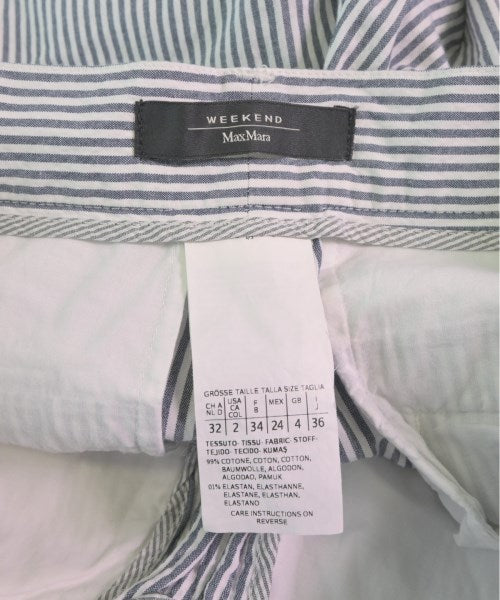 WEEKEND
MaxMara
GRÖSSE TAILLE TALLA SIZE TAGLIA
CH A NL D USA CA COL F B MEX GB I J
32 2 34 24 4 36
TESSUTO-TISSU-FABRIC-STOFF-
TEJIDO-TECIDO-KUMAŞ
99% COTONE, COTON, COTTON,
BAUMWOLLE, ALGODON,
ALGODAO, PAMUK
01% ELASTAN, ELASTHANNE,
ELASTANE, ELASTHAN,
ELASTANO
CARE INSTRUCTIONS ON
REVERSE